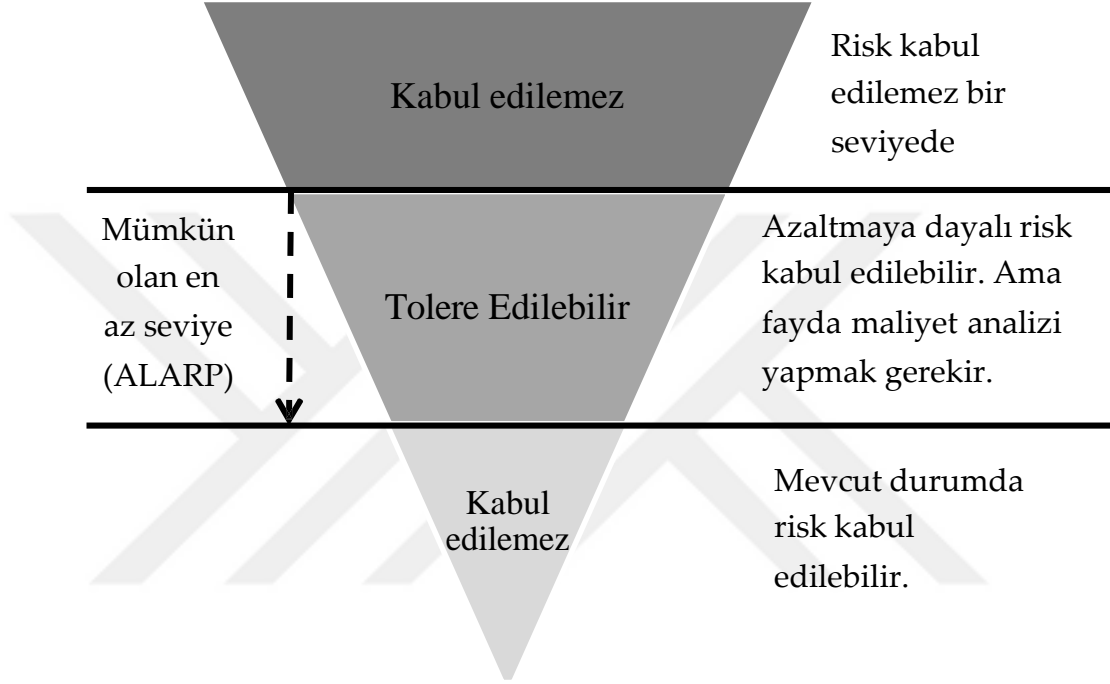 Kabul edilemez
Risk kabul
edilemez bir
seviyede
Mümkün
olan en
az seviye
(ALARP)
Tolere Edilebilir
Azaltmaya dayalı risk
kabul edilebilir. Ama
fayda maliyet analizi
yapmak gerekir.
Kabul
edilemez
Mevcut durumda
risk kabul
edilebilir.